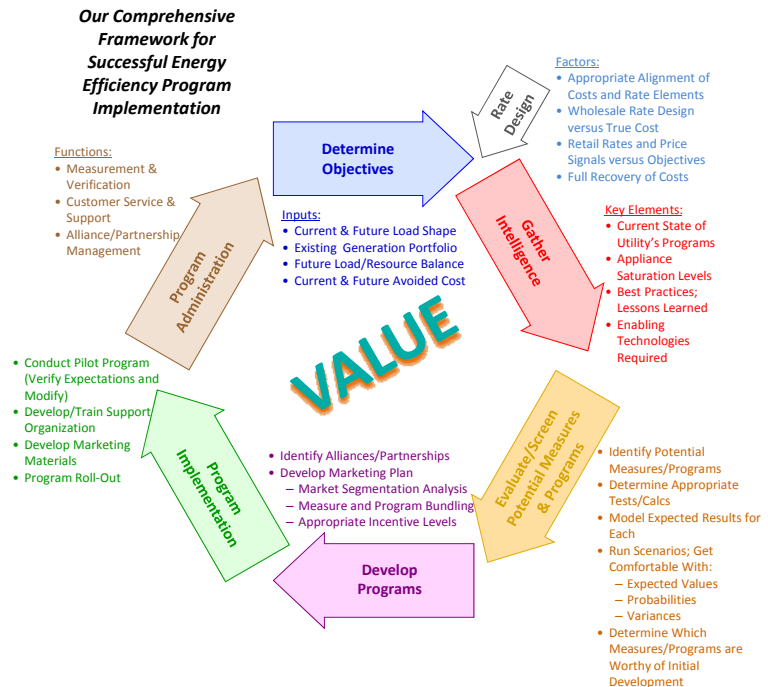 Our Comprehensive
Framework for
Successful Energy
Efficiency Program
Implementation
Determine
Objectives
Inputs:
• Current & Future Load Shape
• Existing Generation Portfolio
• Future Load/Resource Balance
• Current & Future Avoided Cost
Rate
Design
Factors:
• Appropriate Alignment of
Costs and Rate Elements
• Wholesale Rate Design
versus True Cost
• Retail Rates and Price
Signals versus Objectives
• Full Recovery of Costs
Gather
Intelligence
Key Elements:
• Current State of
Utility's Programs
• Appliance
Saturation Levels
• Best Practices;
Lessons Learned
• Enabling
Technologies
Required
Evaluate/Screen
Potential Measures
& Programs
• Identify Potential
Measures/Programs
• Determine Appropriate
Tests/Calcs
• Model Expected Results for
Each
• Run Scenarios; Get
Comfortable With:
– Expected Values
– Probabilities
– Variances
• Determine Which
Measures/Programs are
Worthy of Initial
Development
Develop
Programs
• Identify Alliances/Partnerships
• Develop Marketing Plan
– Market Segmentation Analysis
– Measure and Program Bundling
– Appropriate Incentive Levels
Program
Implementation
• Conduct Pilot Program
(Verify Expectations and
Modify)
• Develop/Train Support
Organization
• Develop Marketing
Materials
• Program Roll-Out
Program
Administration
Functions:
• Measurement &
Verification
• Customer Service &
Support
• Alliance/Partnership
Management
VALUE